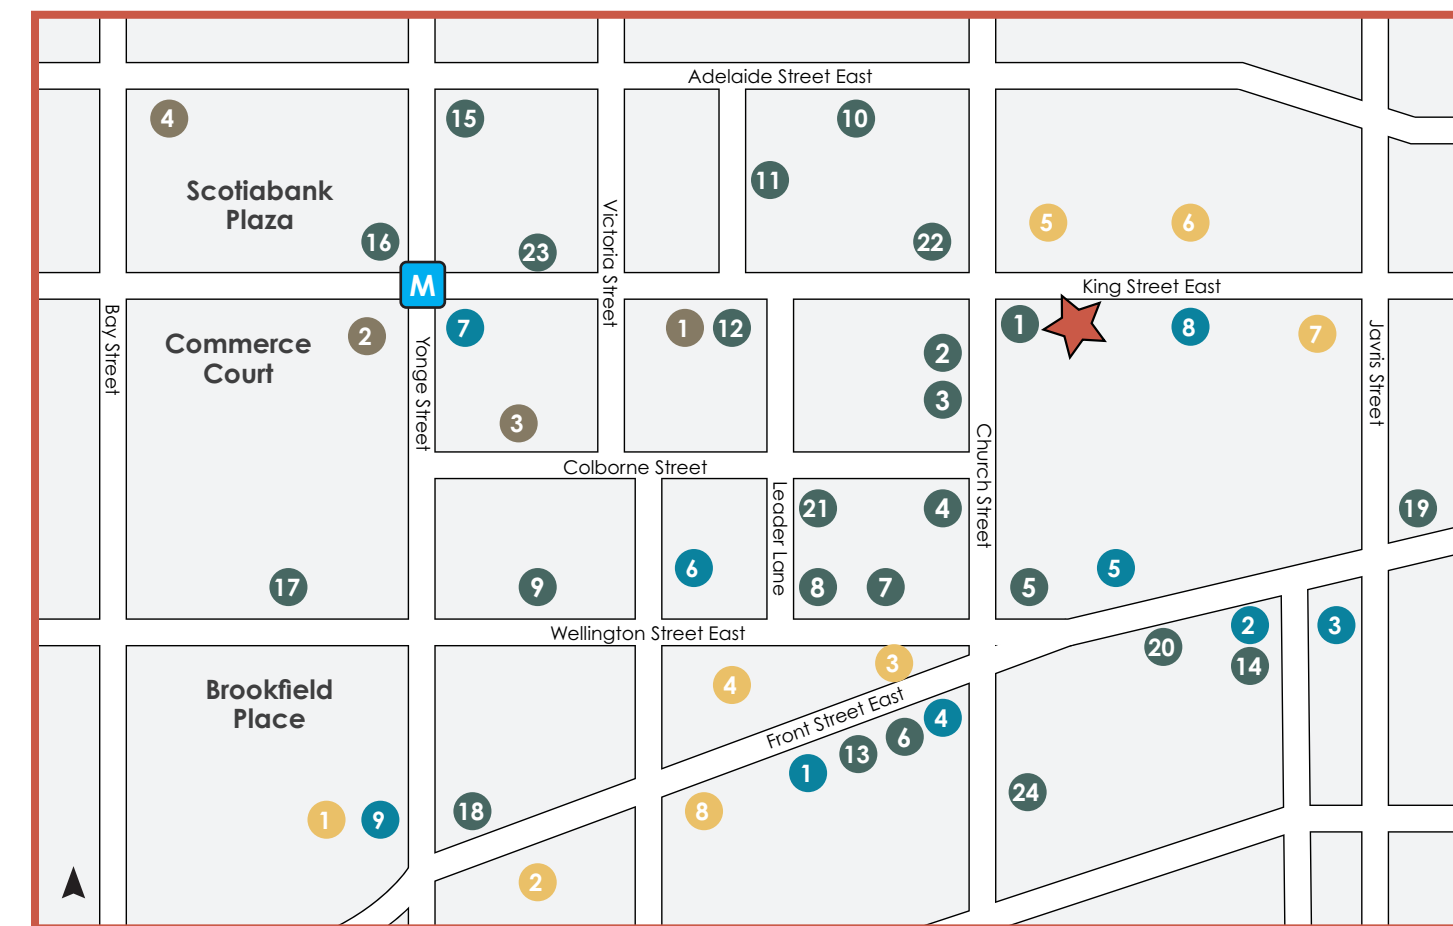 Adelaide Street East
4
15
10
11
Scotiabank
Plaza
5
6
16
23
22
Victoria Street
M
King Street East
Bay Street
Commerce
Court
2
7
1
12
1
8
7
2
3
Yonge Street
Javris Street
3
Church Street
Colborne Street
Leader Lane
21
4
19
17
9
6
8
7
5
5
Wellington Street East
2
3
20
14
3
4
Brookfield
Place
Front Street East
4
6
13
1
24
1
9
18
8
2